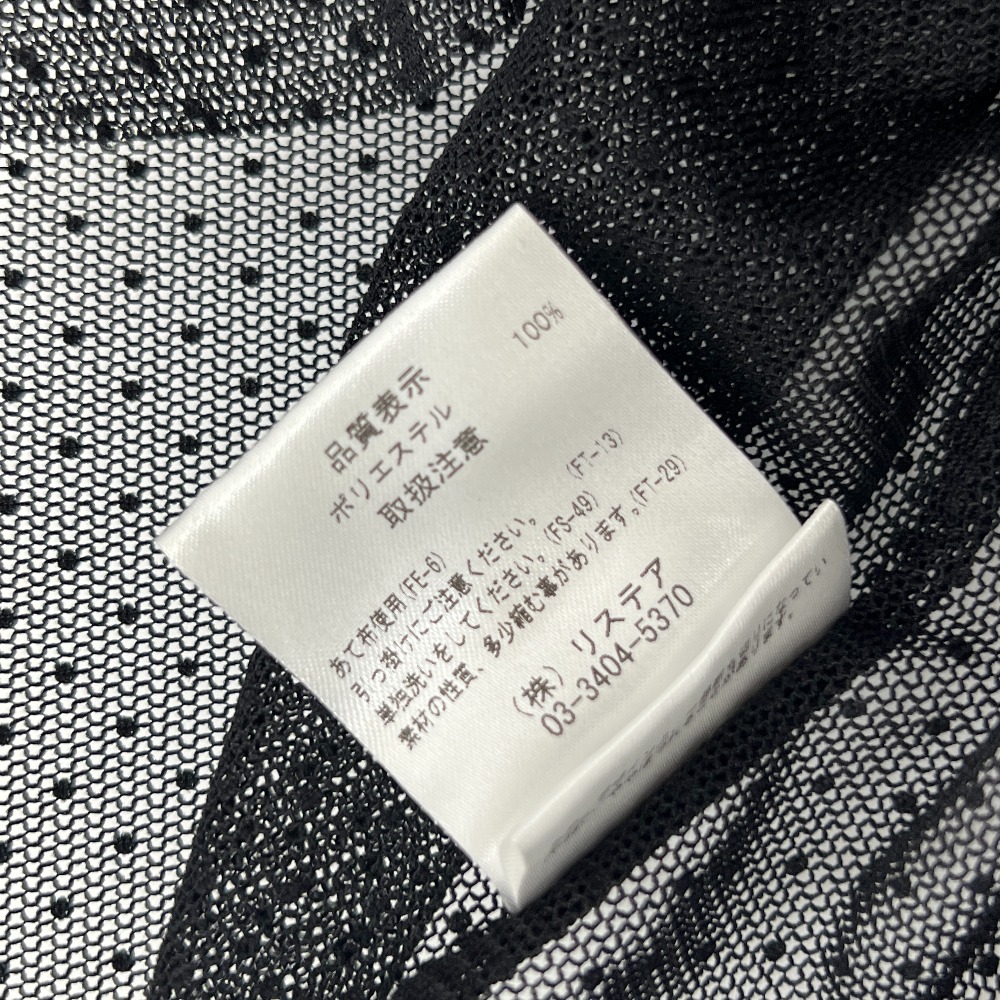 品質表示
ポリエステル 100%
取扱注意
あて布使用(FE-6)
引っ掛けにご注意ください。(FT-13)
単独洗いをしてください。(FS-49)
素材の性質、多少縮む事があります。(FT-29)
(株) リステア
03-3404-5370